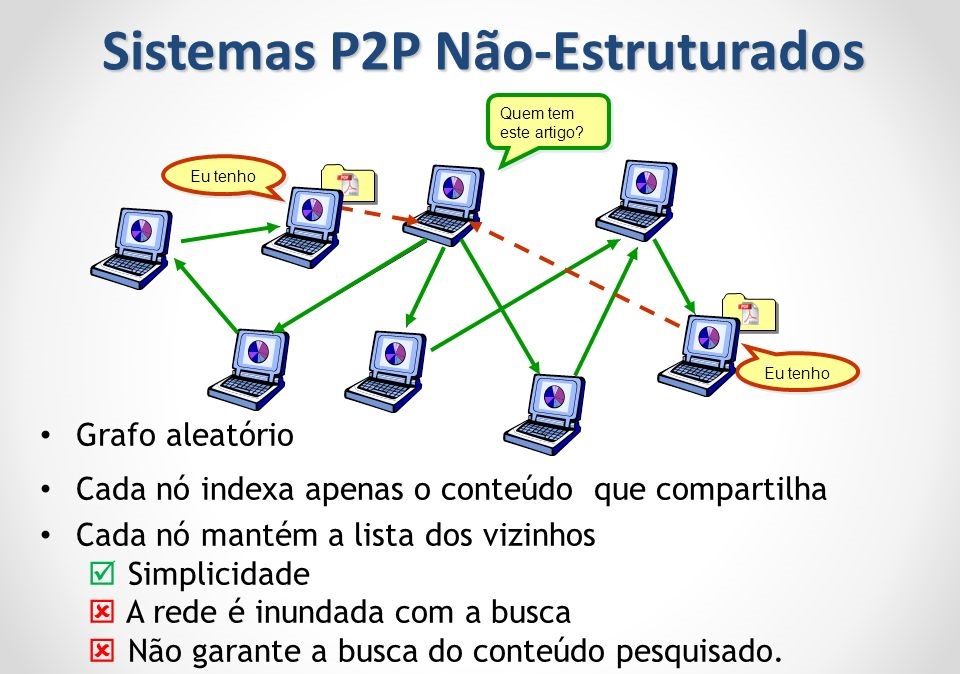 Sistemas P2P Não-Estruturados
Quem tem
este artigo?
Eu tenho
Eu tenho
• Grafo aleatório
• Cada nó indexa apenas o conteúdo que compartilha
• Cada nó mantém a lista dos vizinhos
☑ Simplicidade
☒ A rede é inundada com a busca
☒ Não garante a busca do conteúdo pesquisado.